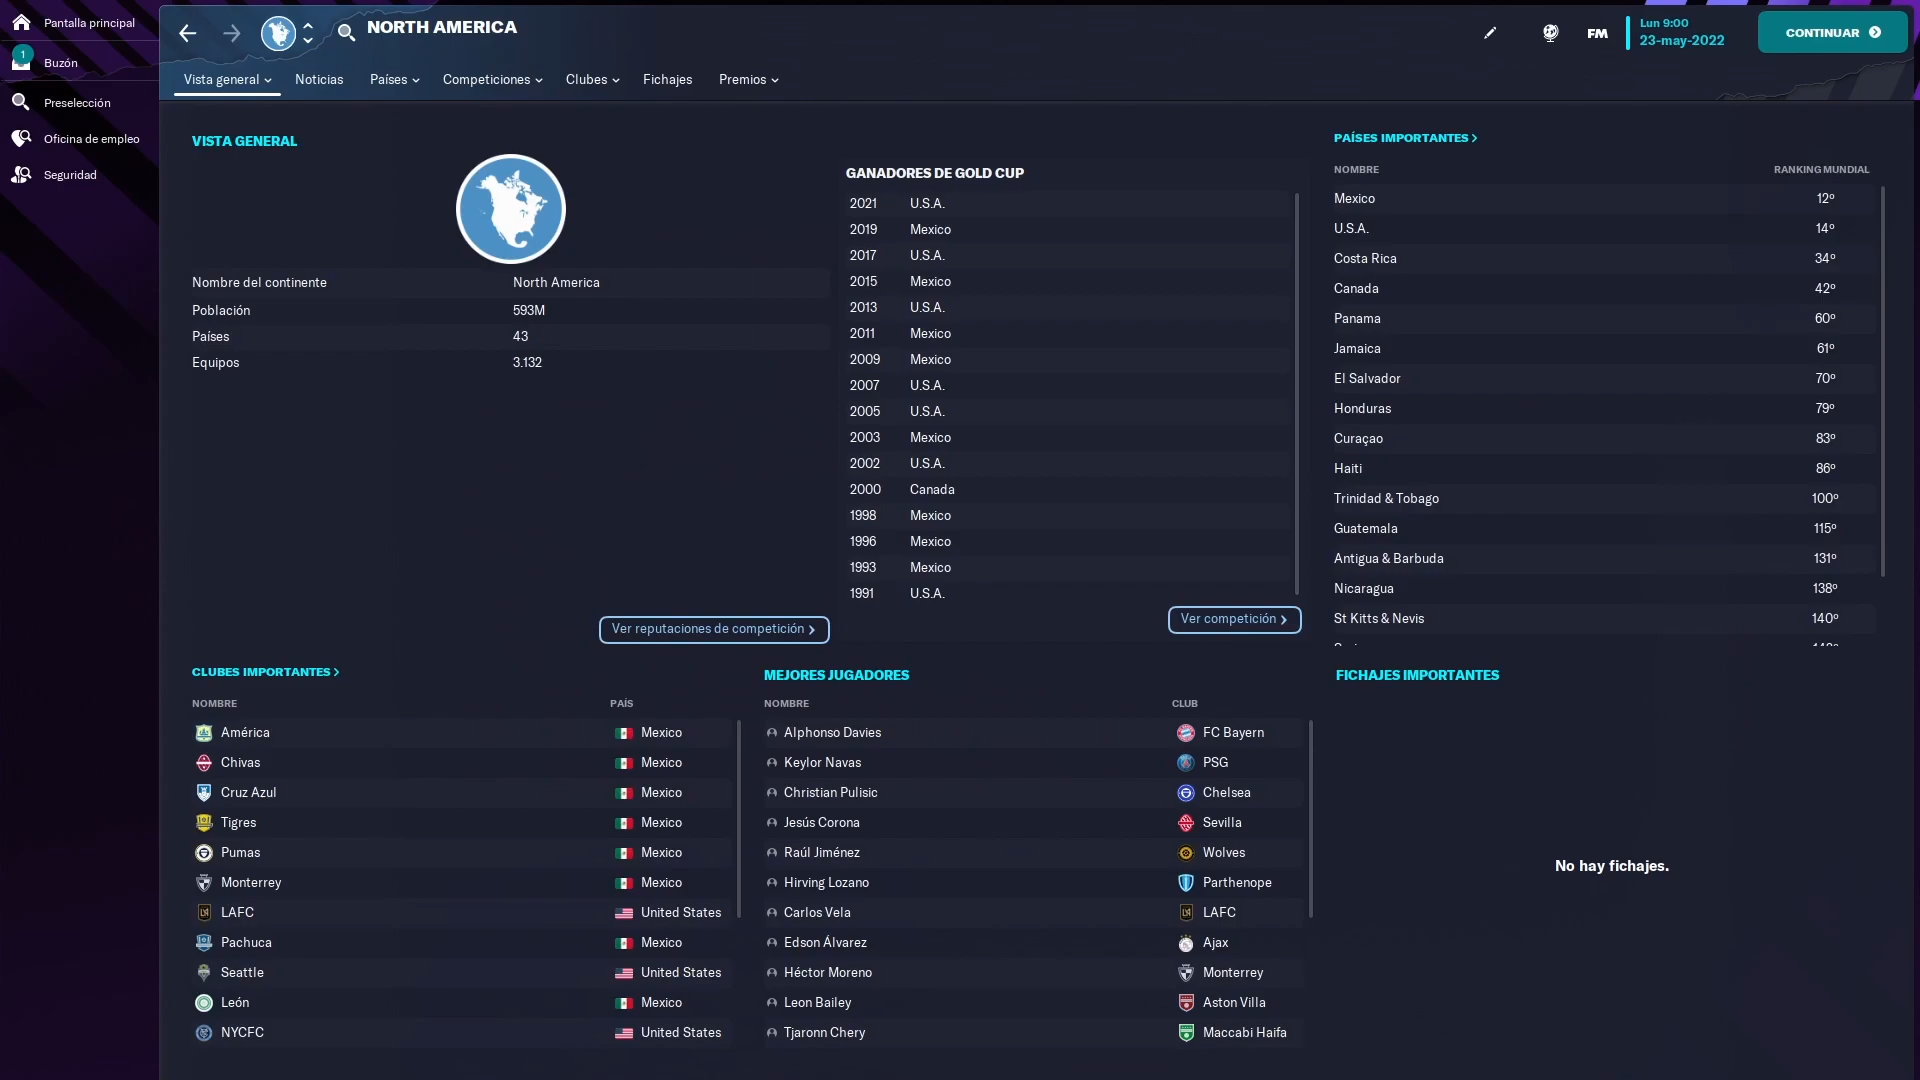 Pantalla principal
1
Buzón
Preselección
Oficina de empleo
Seguridad
NORTH AMERICA
FM
Lun 9:00
23-may-2022
CONTINUAR
Vista general
Noticias
Países
Competiciones
Clubes
Fichajes
Premios
VISTA GENERAL
Nombre del continente North America
Población 593M
Países 43
Equipos 3.132
Ver reputaciones de competición
GANADORES DE GOLD CUP
2021 U.S.A.
2019 Mexico
2017 U.S.A.
2015 Mexico
2013 U.S.A.
2011 Mexico
2009 Mexico
2007 U.S.A.
2005 U.S.A.
2003 Mexico
2002 U.S.A.
2000 Canada
1998 Mexico
1996 Mexico
1993 Mexico
1991 U.S.A.
Ver competición
PAÍSES IMPORTANTES
NOMBRE RANKING MUNDIAL
Mexico 12º
U.S.A. 14º
Costa Rica 34º
Canada 42º
Panama 60º
Jamaica 61º
El Salvador 70º
Honduras 79º
Curaçao 83º
Haiti 86º
Trinidad & Tobago 100º
Guatemala 115º
Antigua & Barbuda 131º
Nicaragua 138º
St Kitts & Nevis 140º
CLUBES IMPORTANTES
NOMBRE PAÍS
América Mexico
Chivas Mexico
Cruz Azul Mexico
Tigres Mexico
Pumas Mexico
Monterrey Mexico
LAFC United States
Pachuca Mexico
Seattle United States
León Mexico
NYCFC United States
MEJORES JUGADORES
NOMBRE CLUB
Alphonso Davies FC Bayern
Keylor Navas PSG
Christian Pulisic Chelsea
Jesús Corona Sevilla
Raúl Jiménez Wolves
Hirving Lozano Parthenope
Carlos Vela LAFC
Edson Álvarez Ajax
Héctor Moreno Monterrey
Leon Bailey Aston Villa
Tjaronn Chery Maccabi Haifa
FICHAJES IMPORTANTES
No hay fichajes.